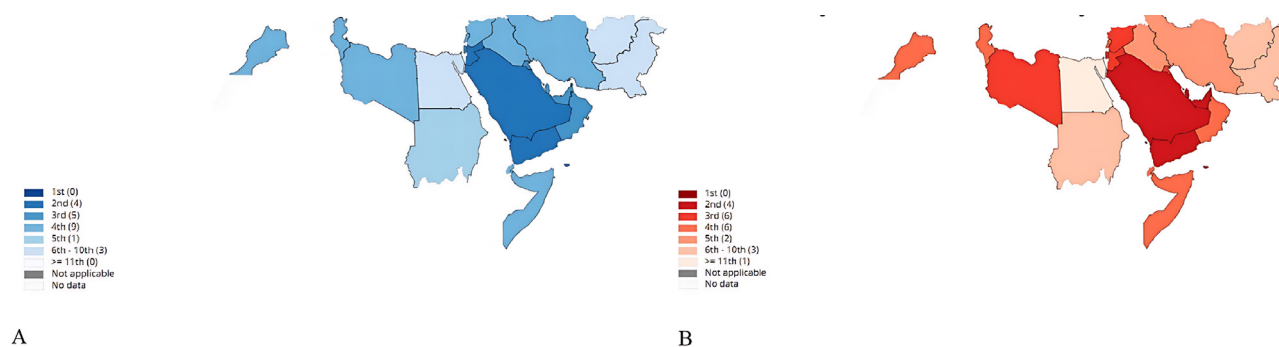 1st (0)
2nd (4)
3rd (5)
4th (9)
5th (1)
6th - 10th (3)
>= 11th (0)
Not applicable
No data
A
1st (0)
2nd (4)
3rd (6)
4th (6)
5th (2)
6th - 10th (3)
>= 11th (1)
Not applicable
No data
B